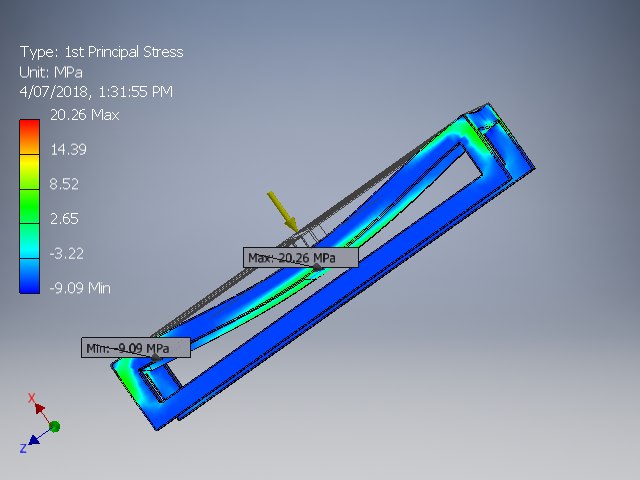 Type: 1st Principal Stress
Unit: MPa
4/07/2018, 1:31:55 PM
20.26 Max
14.39
8.52
2.65
-3.22
-9.09 Min
Max: 20.26 MPa
Min: -9.09 MPa
X
Z